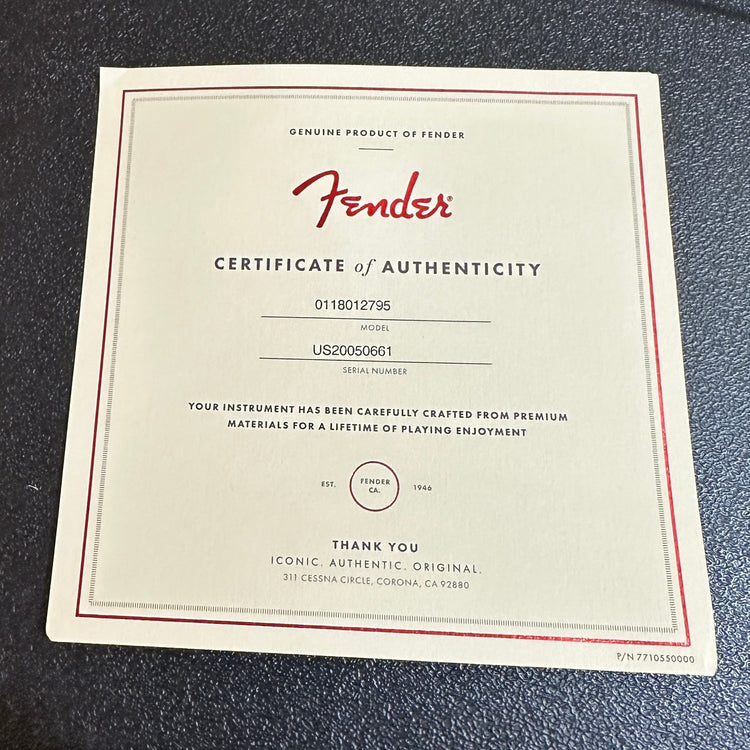 GENUINE PRODUCT OF FENDER
Fender®
CERTIFICATE of AUTHENTICITY
0118012795
MODEL
US20050661
SERIAL NUMBER
YOUR INSTRUMENT HAS BEEN CAREFULLY CRAFTED FROM PREMIUM
MATERIALS FOR A LIFETIME OF PLAYING ENJOYMENT
EST. FENDER CA. 1946
THANK YOU
ICONIC. AUTHENTIC. ORIGINAL.
311 CESSNA CIRCLE, CORONA, CA 92880
P/N 7710550000